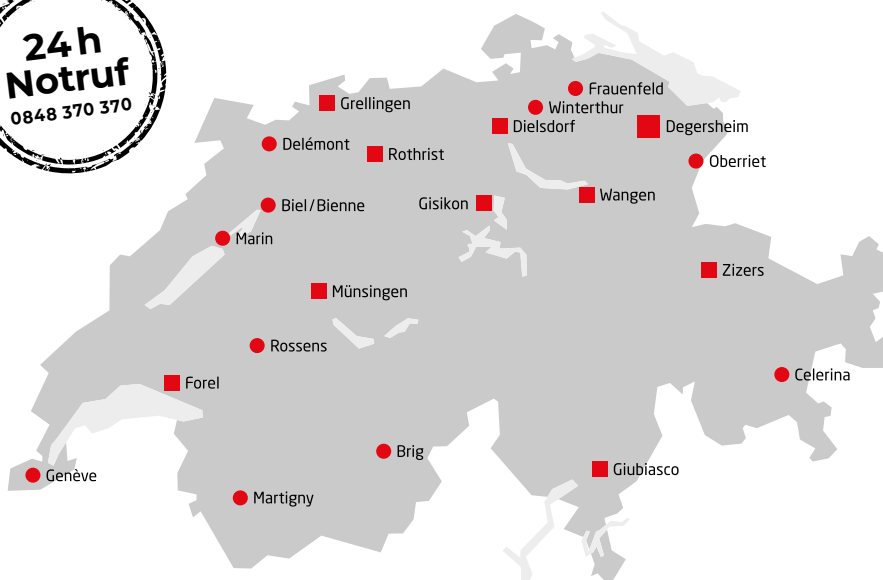 24 h
Notruf
0848 370 370
Frauenfeld
Grellingen
Winterthur
Dielsdorf
Degersheim
Delémont
Rothrist
Oberriet
Wangen
Biel/Bienne
Gisikon
Marin
Zizers
Münsingen
Rossens
Forel
Celerina
Brig
Giubiasco
Genève
Martigny